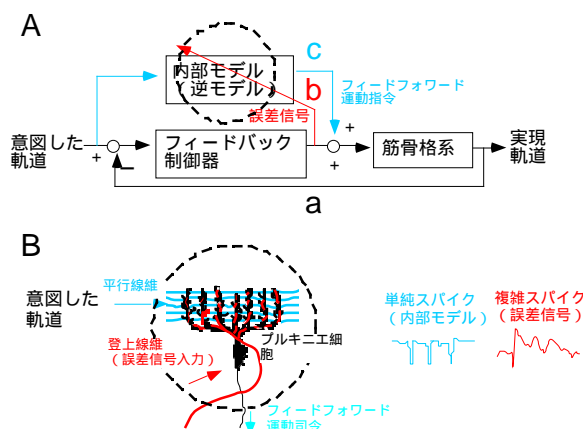 A
内部モデル
（逆モデル）
c
b
フィードフォワード
運動指令
誤差信号
意図した
軌道
+
−
フィードバック
制御器
+
+
筋骨格系
実現
軌道
a
B
平行線維
意図した
軌道
登上線維
（誤差信号入力）
プルキニエ細
胞
フィードフォワード
運動司令
単純スパイク
（内部モデル）
複雑スパイク
（誤差信号）